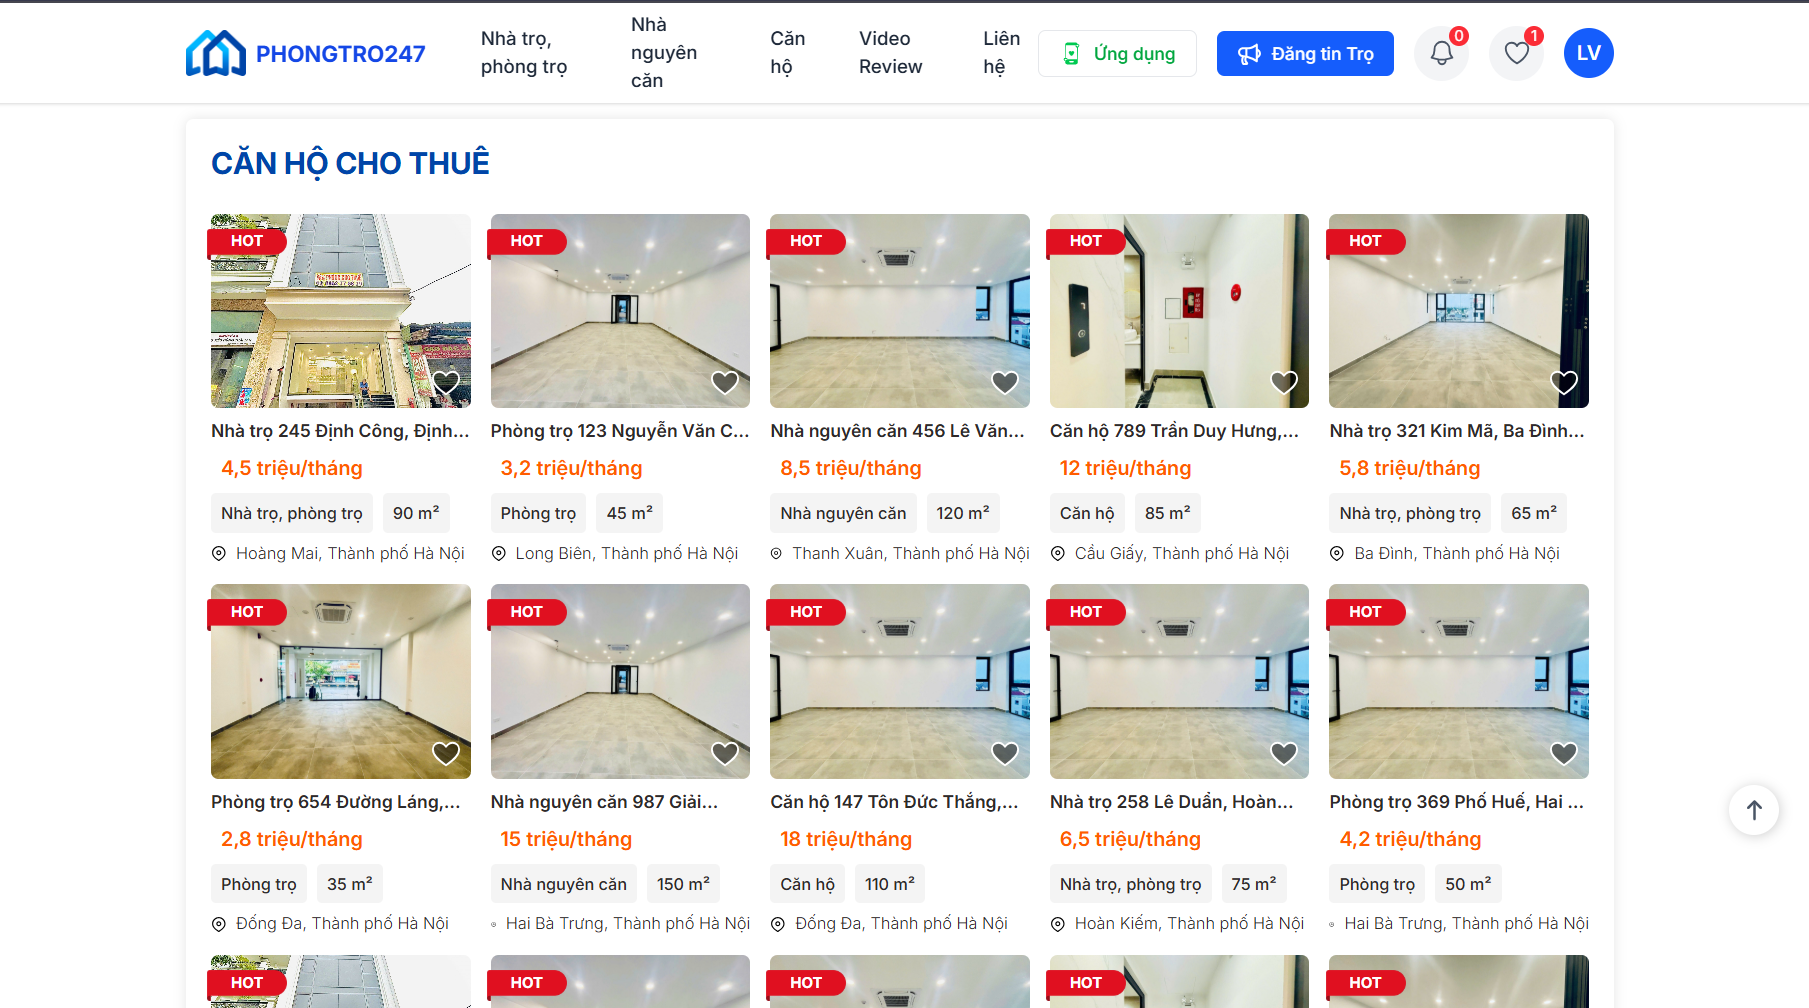 PHONGTRO247
Nhà trọ,
phòng trọ
Nhà
nguyên
căn
Căn
hộ
Video
Review
Liên
hệ
Ứng dụng
Đăng tin Trọ
0
1
LV
CĂN HỘ CHO THUÊ
HOT
HOT
HOT
HOT
HOT
Nhà trọ 245 Định Công, Định...
Phòng trọ 123 Nguyễn Văn C...
Nhà nguyên căn 456 Lê Văn...
Căn hộ 789 Trần Duy Hưng,...
Nhà trọ 321 Kim Mã, Ba Đình...
4,5 triệu/tháng
3,2 triệu/tháng
8,5 triệu/tháng
12 triệu/tháng
5,8 triệu/tháng
Nhà trọ, phòng trọ 90 m²
Phòng trọ 45 m²
Nhà nguyên căn 120 m²
Căn hộ 85 m²
Nhà trọ, phòng trọ 65 m²
Hoàng Mai, Thành phố Hà Nội
Long Biên, Thành phố Hà Nội
Thanh Xuân, Thành phố Hà Nội
Cầu Giấy, Thành phố Hà Nội
Ba Đình, Thành phố Hà Nội
HOT
HOT
HOT
HOT
HOT
Phòng trọ 654 Đường Láng,...
Nhà nguyên căn 987 Giải...
Căn hộ 147 Tôn Đức Thắng,...
Nhà trọ 258 Lê Duẩn, Hoàn...
Phòng trọ 369 Phố Huế, Hai ...
2,8 triệu/tháng
15 triệu/tháng
18 triệu/tháng
6,5 triệu/tháng
4,2 triệu/tháng
Phòng trọ 35 m²
Nhà nguyên căn 150 m²
Căn hộ 110 m²
Nhà trọ, phòng trọ 75 m²
Phòng trọ 50 m²
Đống Đa, Thành phố Hà Nội
Hai Bà Trưng, Thành phố Hà Nội
Đống Đa, Thành phố Hà Nội
Hoàn Kiếm, Thành phố Hà Nội
Hai Bà Trưng, Thành phố Hà Nội
HOT
HOT
HOT
HOT
HOT